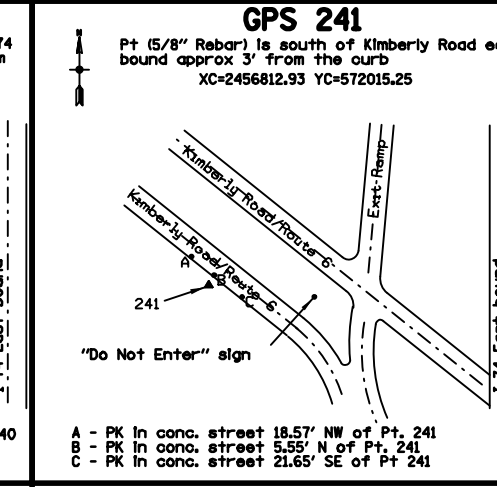 GPS 241
N
Pt (5/8" Rebar) is south of Kimberly Road
bound approx 3' from the curb
XC=2456812.93 YC=572015.25
74
Kimberly Road/Route 6
Exit-Ramp
Kimberly Road/Route 6
A
B
C
241
"Do Not Enter" sign
I-74 East bound
40
A - PK in conc. street 18.57' NW of Pt. 241
B - PK in conc. street 5.55' N of Pt. 241
C - PK in conc. street 21.65' SE of Pt 241